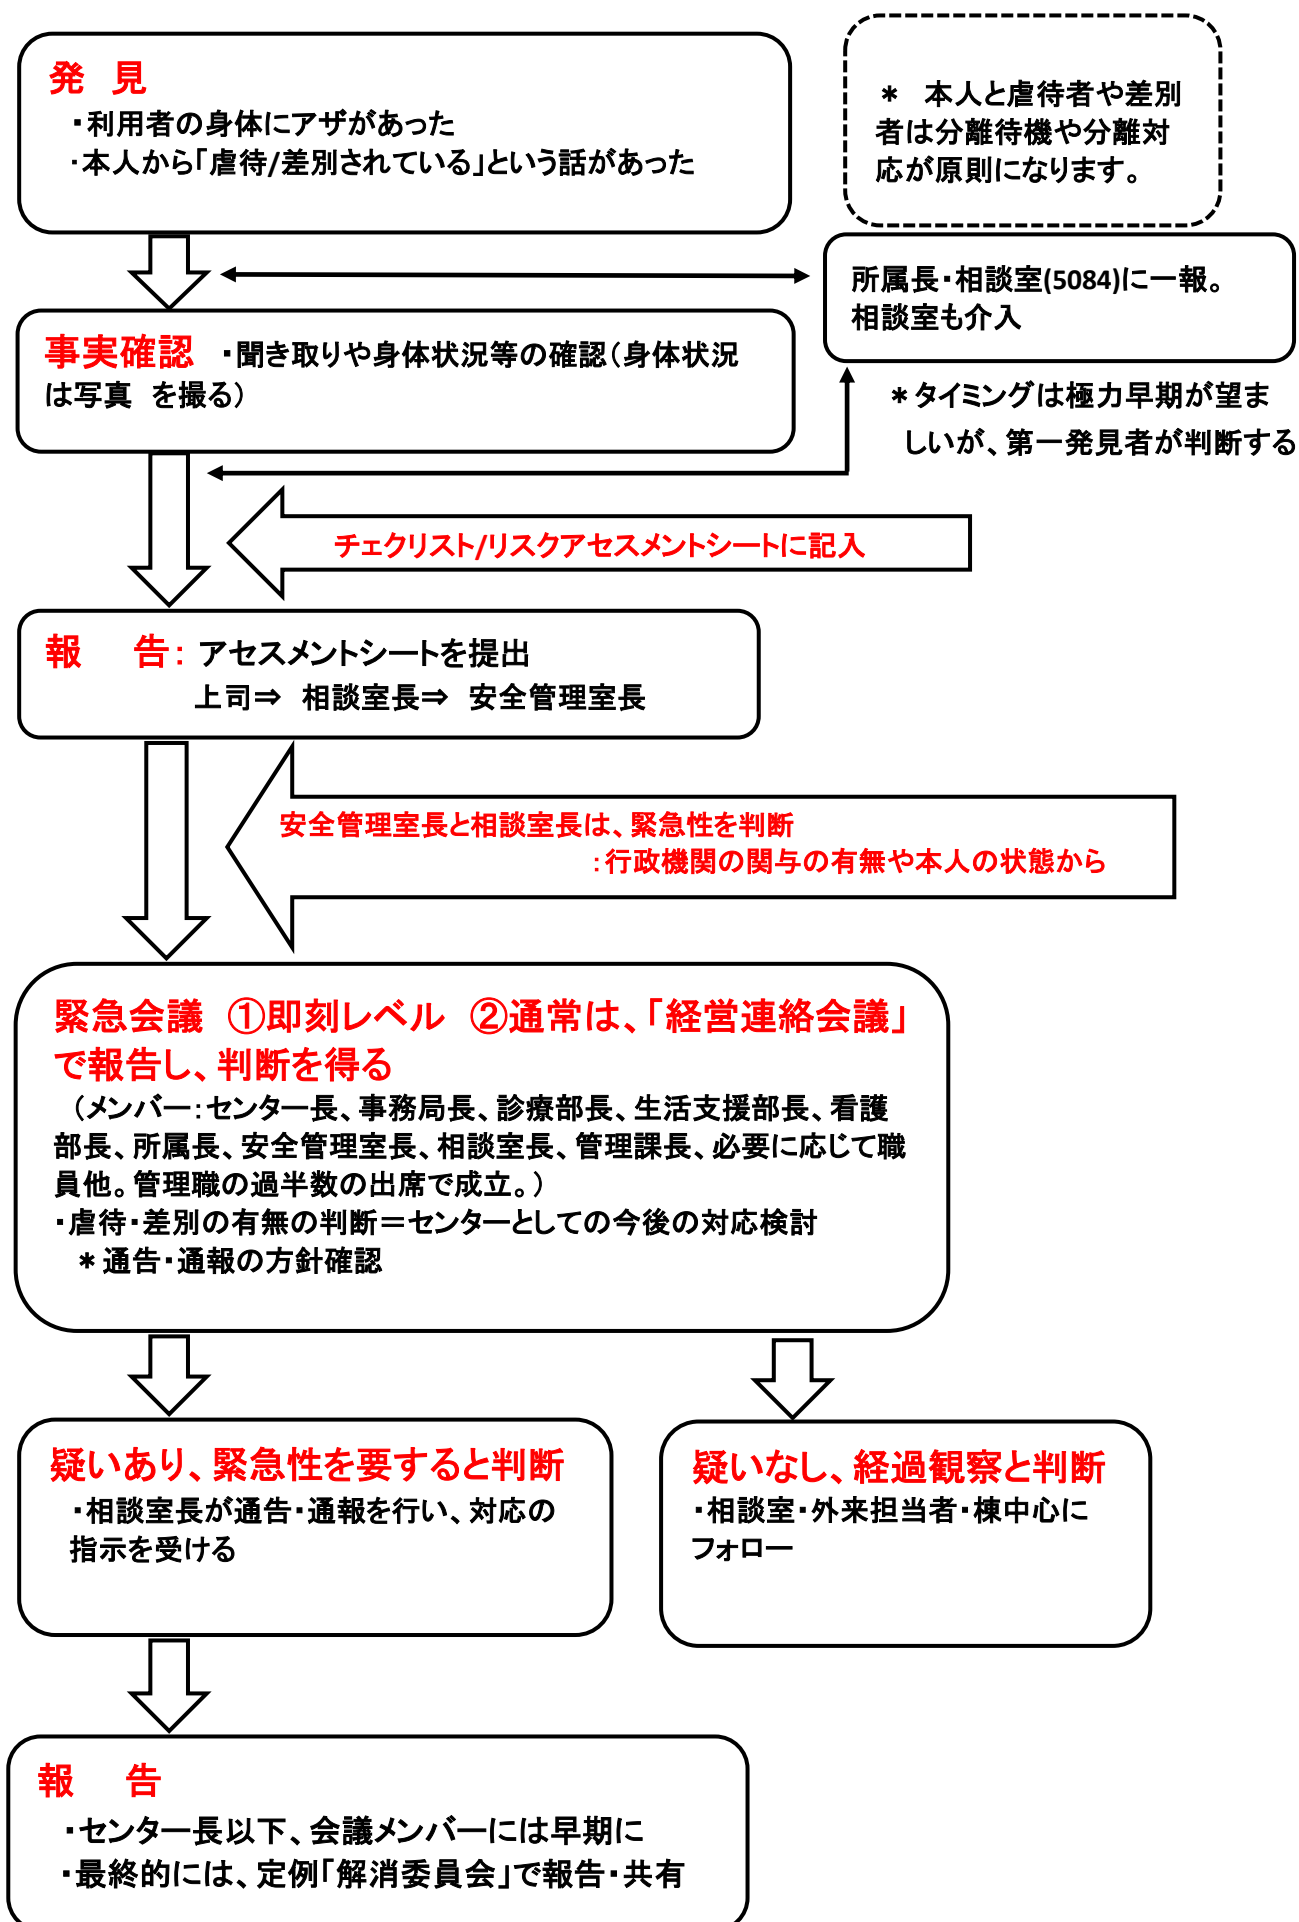 発　見
・利用者の身体にアザがあった
・本人から「虐待/差別されている」という話があった
＊　本人と虐待者や差別
者は分離待機や分離対
応が原則になります。
所属長・相談室(5084)に一報。
相談室も介入
事実確認　・聞き取りや身体状況等の確認（身体状況
は写真　を撮る）
＊タイミングは極力早期が望ま
しいが、第一発見者が判断する
チェクリスト/リスクアセスメントシートに記入
報　　告： アセスメントシートを提出
上司⇒　相談室長⇒　安全管理室長
安全管理室長と相談室長は、緊急性を判断
：行政機関の関与の有無や本人の状態から
緊急会議　①即刻レベル　②通常は、「経営連絡会議」
で報告し、判断を得る
（メンバー：センター長、事務局長、診療部長、生活支援部長、看護
部長、所属長、安全管理室長、相談室長、管理課長、必要に応じて職
員他。管理職の過半数の出席で成立。）
・虐待・差別の有無の判断＝センターとしての今後の対応検討
＊通告・通報の方針確認
疑いあり、緊急性を要すると判断
・相談室長が通告・通報を行い、対応の
指示を受ける
疑いなし、経過観察と判断
・相談室・外来担当者・棟中心に
フォロー
報　　告
・センター長以下、会議メンバーには早期に
・最終的には、定例「解消委員会」で報告・共有